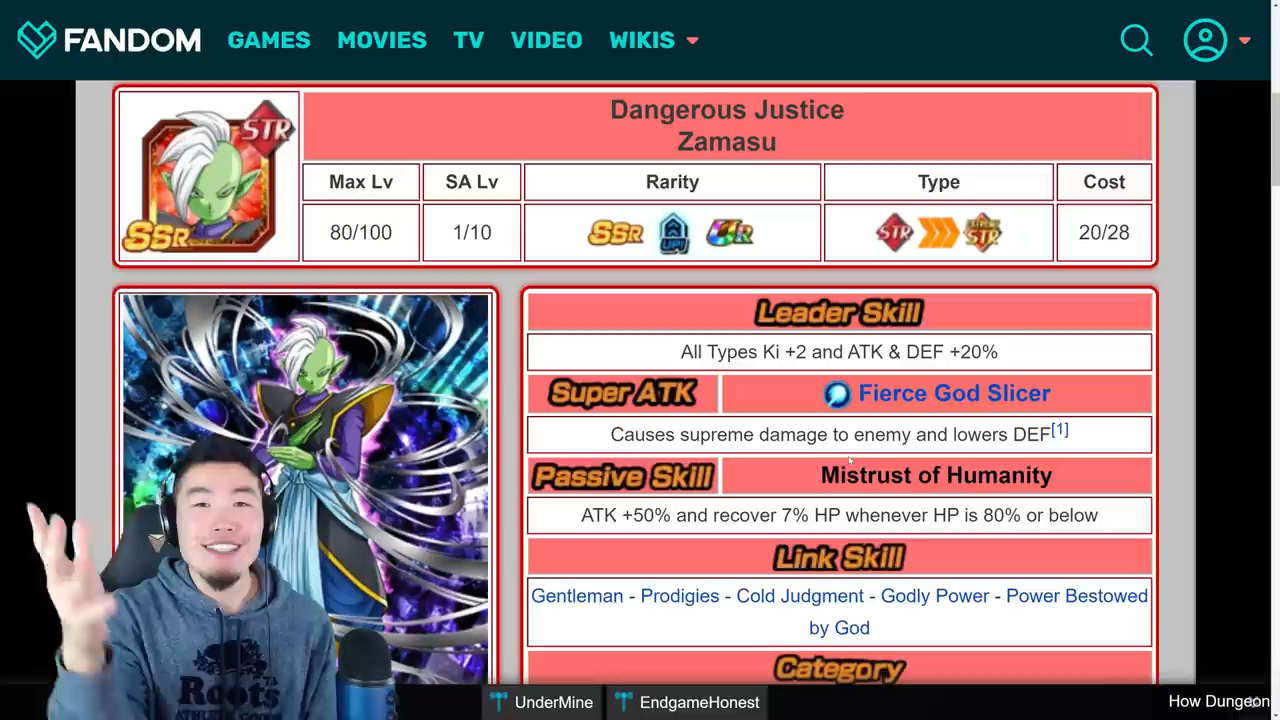 FANDOM GAMES MOVIES TV VIDEO WIKIS
Dangerous Justice
Zamasu
STR
SSR
Max Lv SA Lv Rarity Type Cost
80/100 1/10 SSR UP! UR STR STR 20/28
Leader Skill
All Types Ki +2 and ATK & DEF +20%
Super ATK Fierce God Slicer
Causes supreme damage to enemy and lowers DEF[1]
Passive Skill Mistrust of Humanity
ATK +50% and recover 7% HP whenever HP is 80% or below
Link Skill
Gentleman - Prodigies - Cold Judgment - Godly Power - Power Bestowed
by God
Category
Roots
UnderMine EndgameHonest How Dungeon